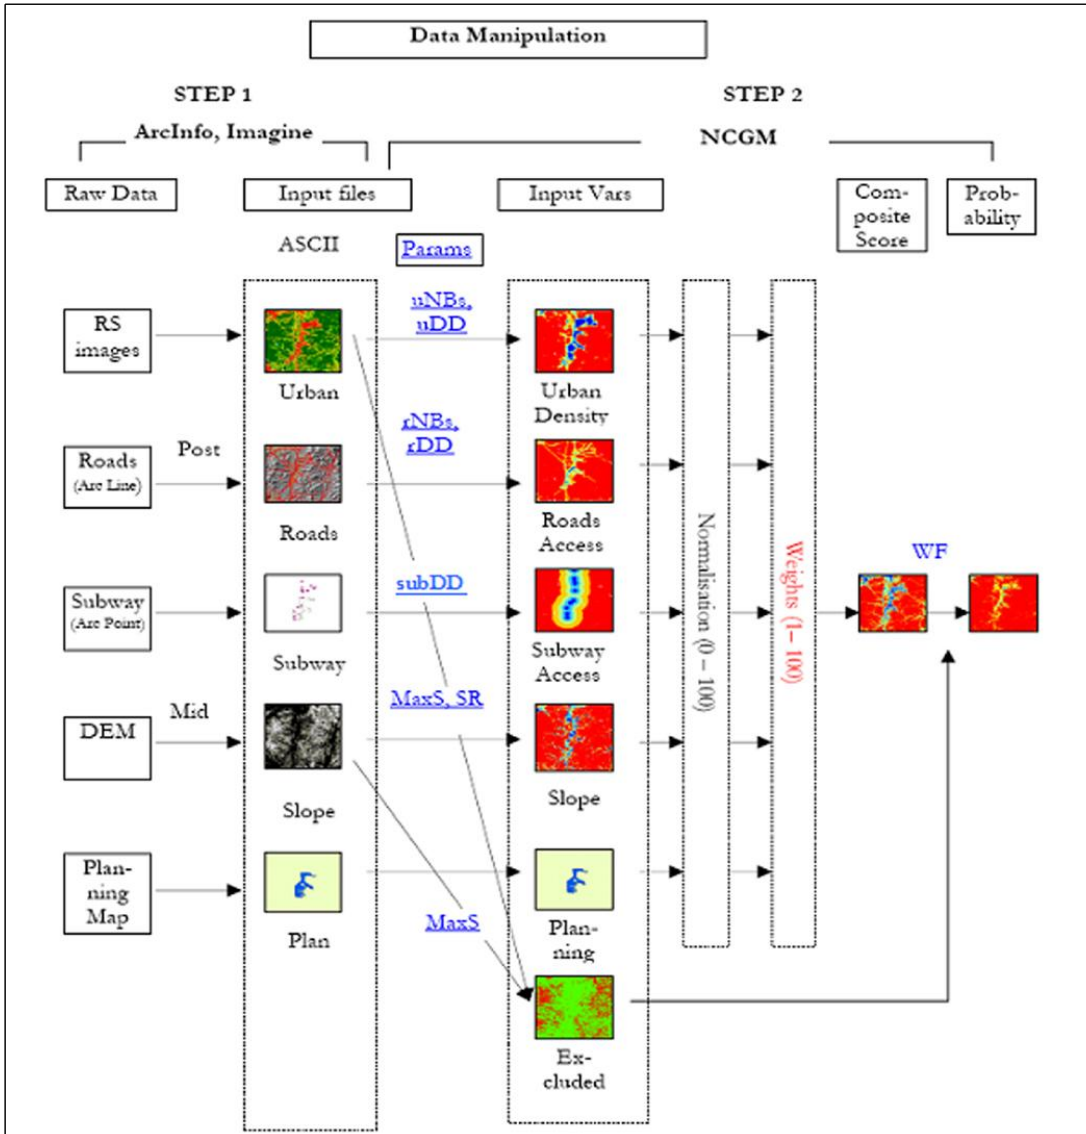 Data Manipulation
STEP 1
STEP 2
ArcInfo, Imagine
NCGM
Raw Data
Input files
Input Vars
Com-
posite
Score
Prob-
ability
ASCII
Params
RS
images
Urban
uNBs,
uDD
Urban
Density
Roads
(Arc Line)
Post
Roads
rNBs,
rDD
Roads
Access
Subway
(Arc Point)
Subway
subDD
Subway
Access
DEM
Mid
Slope
MaxS, SR
Slope
Plan-
ning
Map
Plan
MaxS
Plan-
ning
Ex-
cluded
Normalisation (0 – 100)
Weights (1– 100)
WF